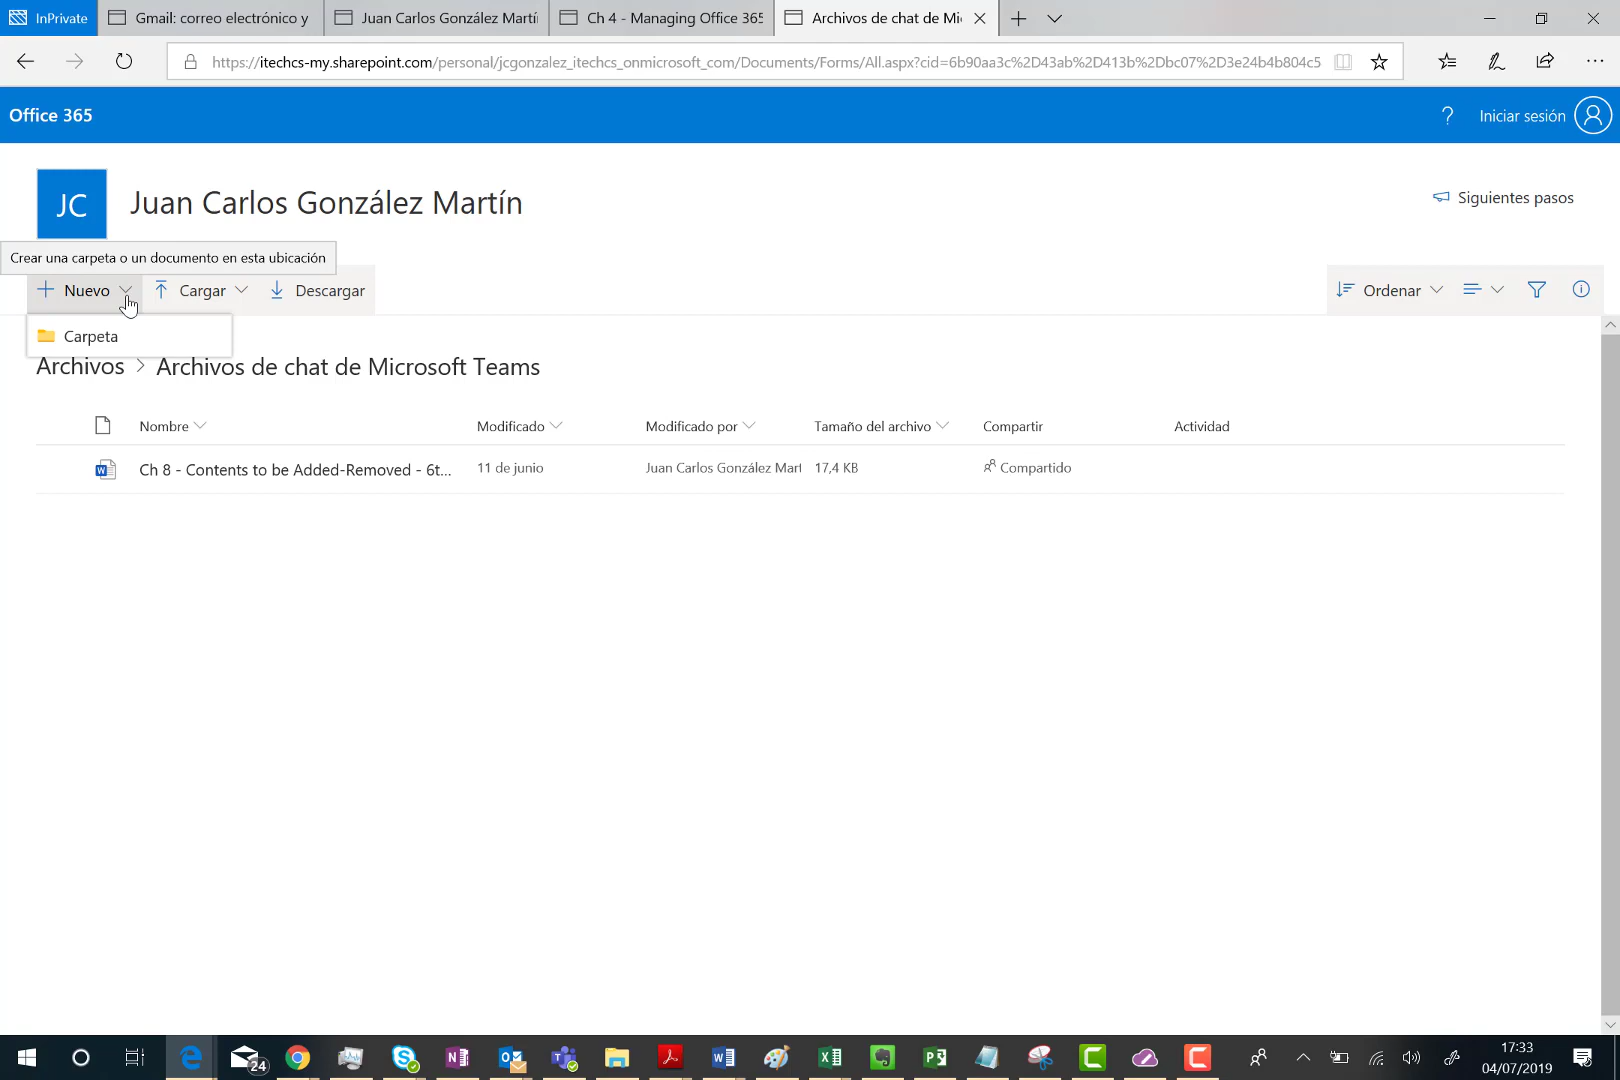 InPrivate
Gmail: correo electrónico y
Juan Carlos González Martí
Ch 4 - Managing Office 365
Archivos de chat de Mi
https://itechcs-my.sharepoint.com/personal/jcgonzalez_itechcs_onmicrosoft_com/Documents/Forms/All.aspx?cid=6b90aa3c%2D43ab%2D413b%2Dbc07%2D3e24b4b804c5
Office 365
? Iniciar sesión
JC
Juan Carlos González Martín
Siguientes pasos
Crear una carpeta o un documento en esta ubicación
Nuevo Cargar Descargar
Ordenar
Carpeta
Archivos > Archivos de chat de Microsoft Teams
Nombre Modificado Modificado por Tamaño del archivo Compartir Actividad
Ch 8 - Contents to be Added-Removed - 6t... 11 de junio Juan Carlos González Mart 17,4 KB Compartido
24
17:33
04/07/2019